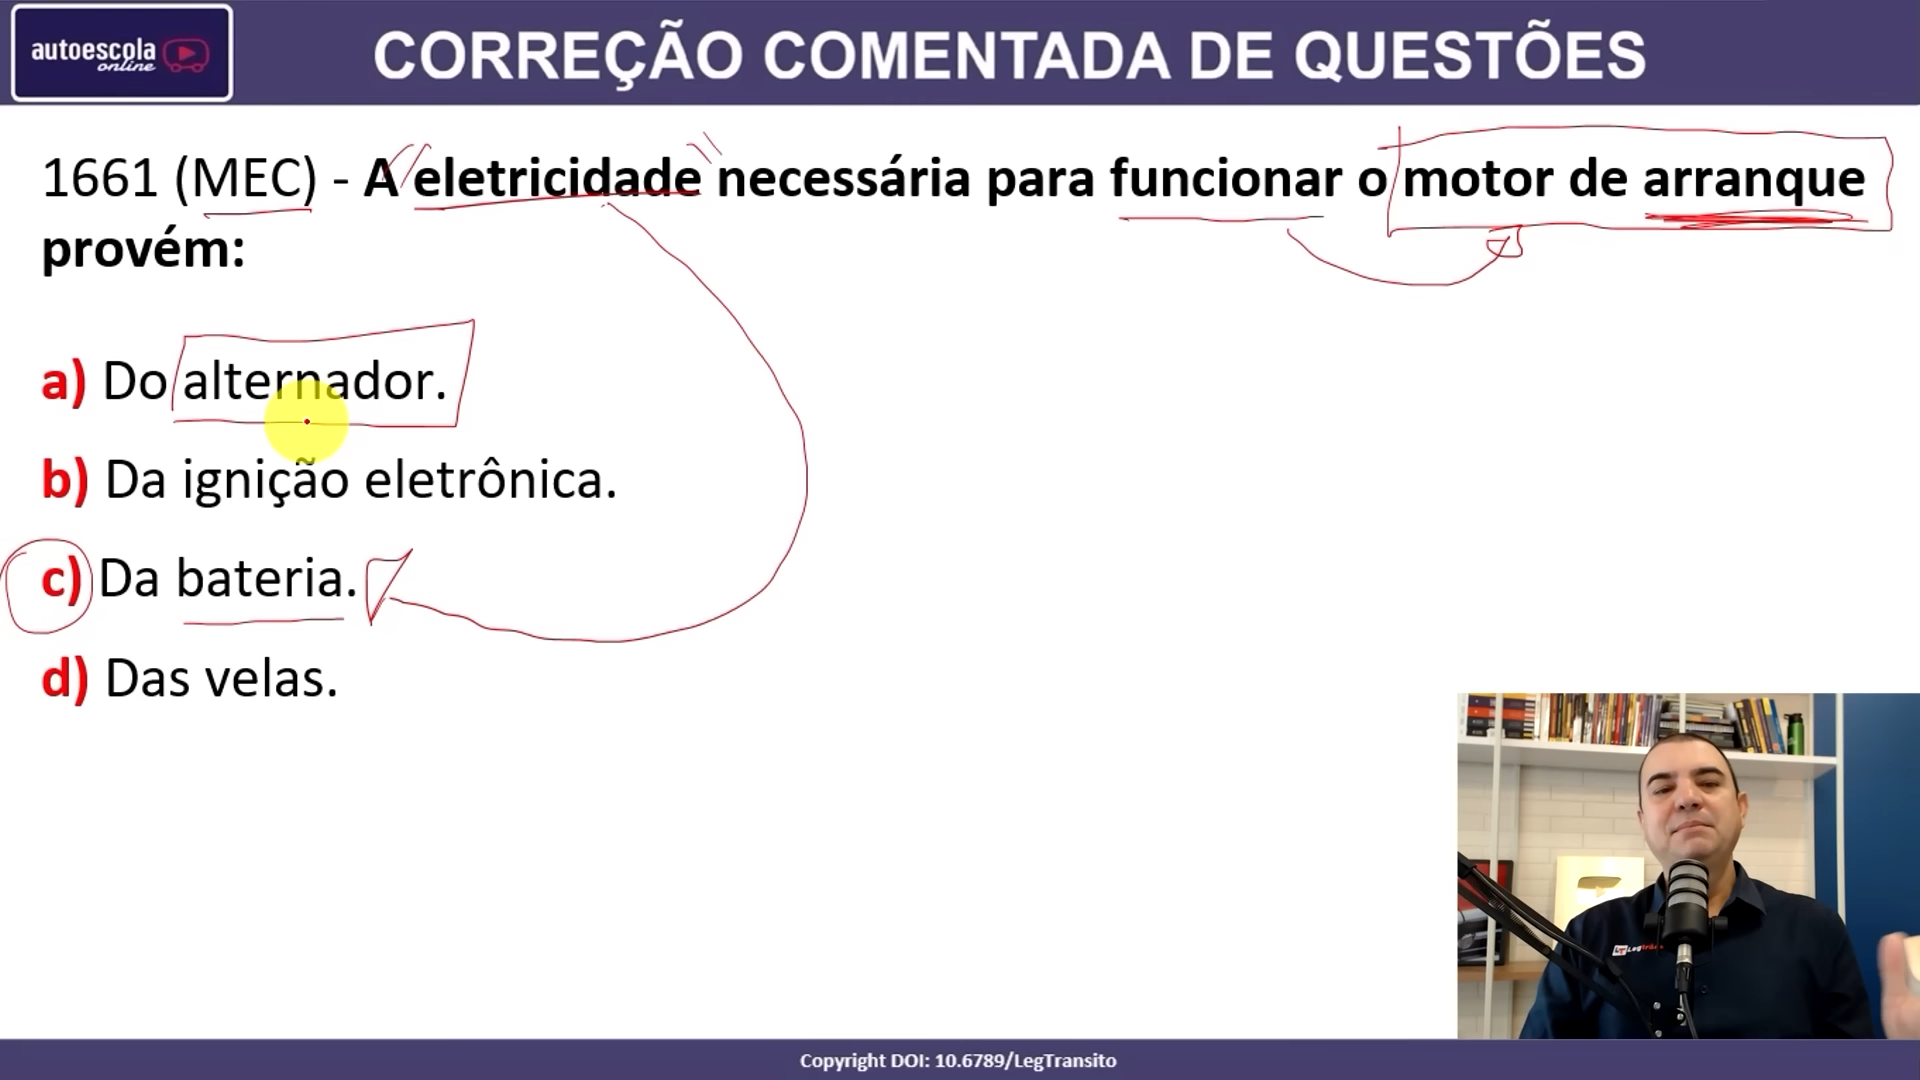 autoescola
online
CORREÇÃO COMENTADA DE QUESTÕES
1661 (MEC) - A eletricidade necessária para funcionar o motor de arranque
provém:
a) Do alternador.
b) Da ignição eletrônica.
c) Da bateria.
d) Das velas.
Copyright DOI: 10.6789/LegTransito